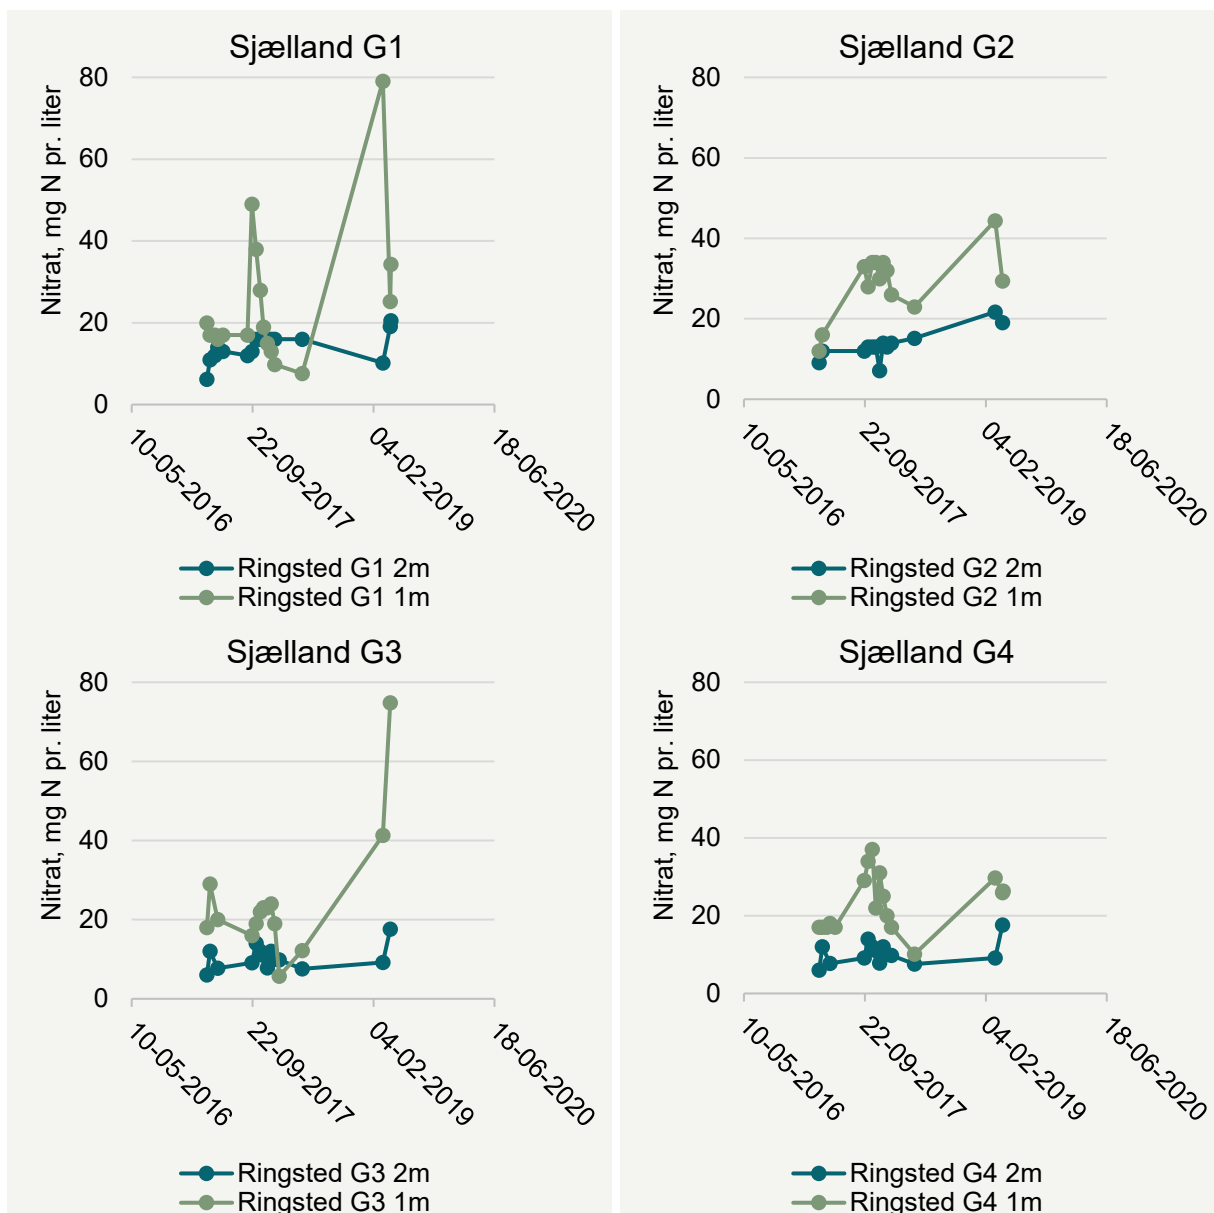 Sjælland G1
Nitrat, mg N pr. liter
80
60
40
20
0
10-05-2016
22-09-2017
04-02-2019
18-06-2020
Ringsted G1 2m
Ringsted G1 1m
Sjælland G2
Nitrat, mg N pr. liter
80
60
40
20
0
10-05-2016
22-09-2017
04-02-2019
18-06-2020
Ringsted G2 2m
Ringsted G2 1m
Sjælland G3
Nitrat, mg N pr. liter
80
60
40
20
0
10-05-2016
22-09-2017
04-02-2019
18-06-2020
Ringsted G3 2m
Ringsted G3 1m
Sjælland G4
Nitrat, mg N pr. liter
80
60
40
20
0
10-05-2016
22-09-2017
04-02-2019
18-06-2020
Ringsted G4 2m
Ringsted G4 1m